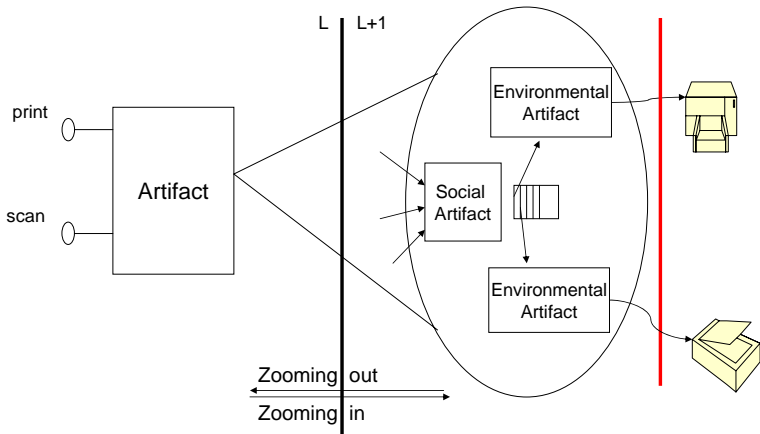 L L+1
print
Artifact
scan
Environmental
Artifact
Social
Artifact
Environmental
Artifact
Zooming out
Zooming in